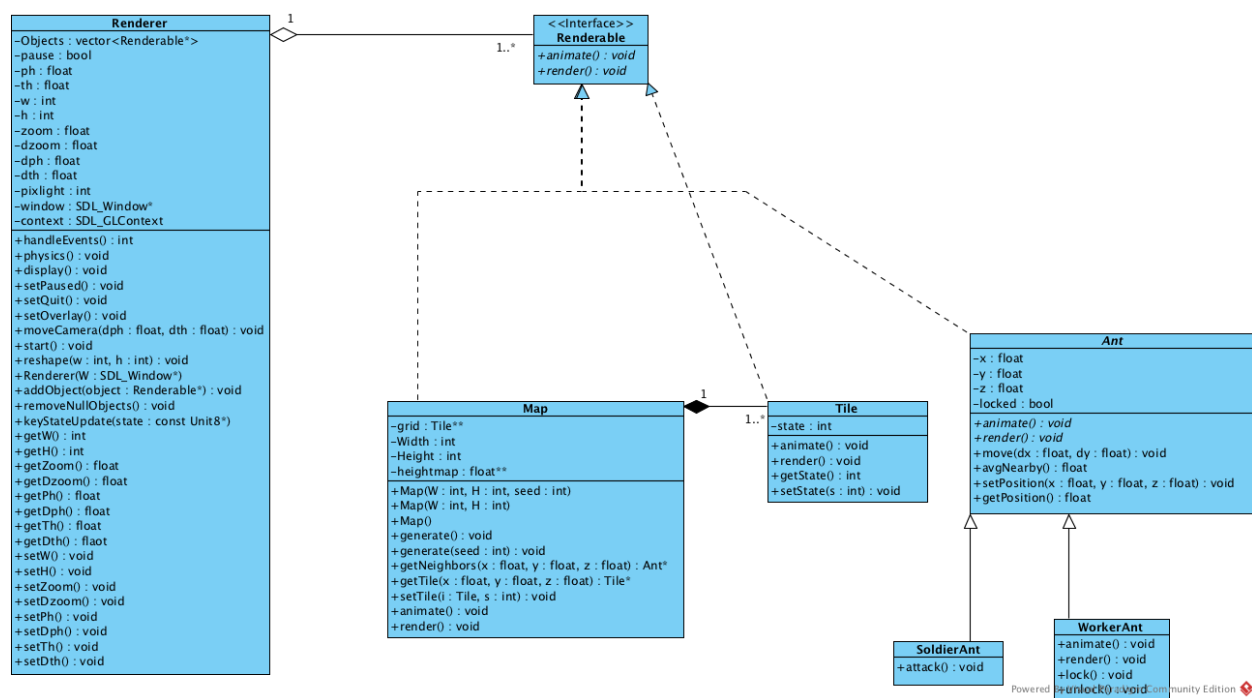 Renderer
-Objects : vector<Renderable*>
-pause : bool
-ph : float
-th : float
-w : int
-h : int
-zoom : float
-dzoom : float
-dph : float
-dth : float
-pixlight : int
-window : SDL_Window*
-context : SDL_GLContext
+handleEvents() : int
+physics() : void
+display() : void
+setPaused() : void
+setQuit() : void
+setOverlay() : void
+moveCamera(dph : float, dth : float) : void
+start() : void
+reshape(w : int, h : int) : void
+Renderer(W : SDL_Window*)
+addObject(object : Renderable*) : void
+removeNullObjects() : void
+keyStateUpdate(state : const Unit8*)
+getW() : int
+getH() : int
+getZoom() : float
+getDzoom() : float
+getPh() : float
+getDph() : float
+getTh() : float
+getDth() : flaot
+setW() : void
+setH() : void
+setZoom() : void
+setDzoom() : void
+setPh() : void
+setDph() : void
+setTh() : void
+setDth() : void
1
1..*
<<Interface>>
Renderable
+animate() : void
+render() : void
Map
-grid : Tile**
-Width : int
-Height : int
-heightmap : float**
+Map(W : int, H : int, seed : int)
+Map(W : int, H : int)
+Map()
+generate() : void
+generate(seed : int) : void
+getNeighbors(x : float, y : float, z : float) : Ant*
+getTile(x : float, y : float, z : float) : Tile*
+setTile(i : Tile, s : int) : void
+animate() : void
+render() : void
1
1..*
Tile
-state : int
+animate() : void
+render() : void
+getState() : int
+setState(s : int) : void
Ant
-x : float
-y : float
-z : float
-locked : bool
+animate() : void
+render() : void
+move(dx : float, dy : float) : void
+avgNearby() : float
+setPosition(x : float, y : float, z : float) : void
+getPosition() : float
SoldierAnt
+attack() : void
WorkerAnt
+animate() : void
+render() : void
+lock() : void
+unlock() : void
Powered Community Edition